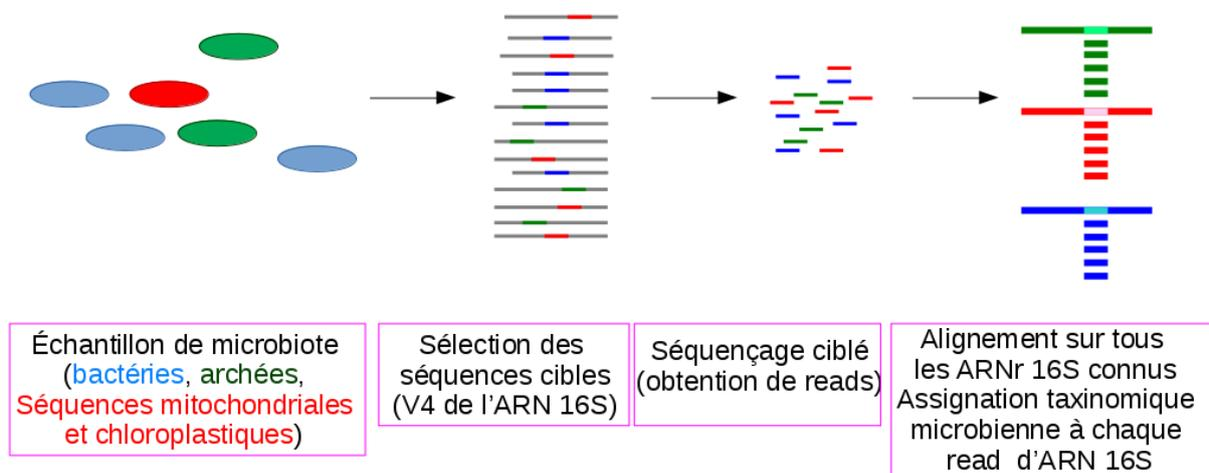 Échantillon de microbiote
(bactéries, archées,
Séquences mitochondriales
et chloroplastiques)
Sélection des
séquences cibles
(V4 de l'ARN 16S)
Séquençage ciblé
(obtention de reads)
Alignement sur tous
les ARNr 16S connus
Assignation taxinomique
microbienne à chaque
read d'ARN 16S